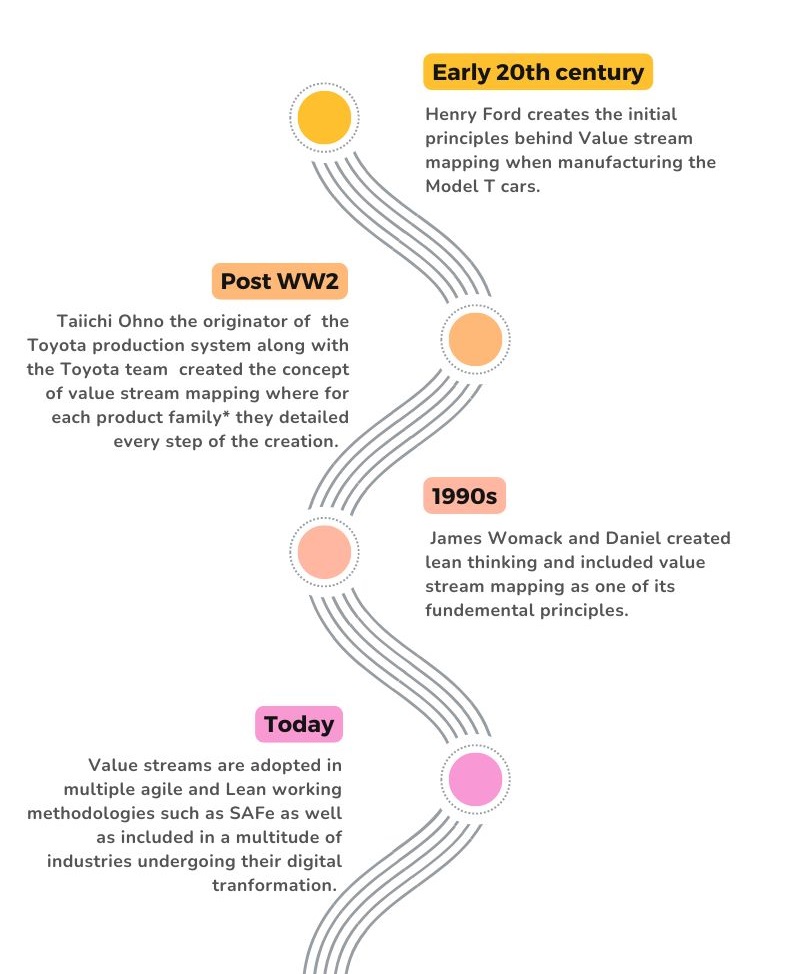 Early 20th century
Henry Ford creates the initial
principles behind Value stream
mapping when manufacturing the
Model T cars.
Post WW2
Taiichi Ohno the originator of  the
Toyota production system along with
the Toyota team  created the concept
of value stream mapping where for
each product family* they detailed
every step of the creation.
1990s
James Womack and Daniel created
lean thinking and included value
stream mapping as one of its
fundemental principles.
Today
Value streams are adopted in
multiple agile and Lean working
methodologies such as SAFe as well
as included in a multitude of
industries undergoing their digital
tranformation.